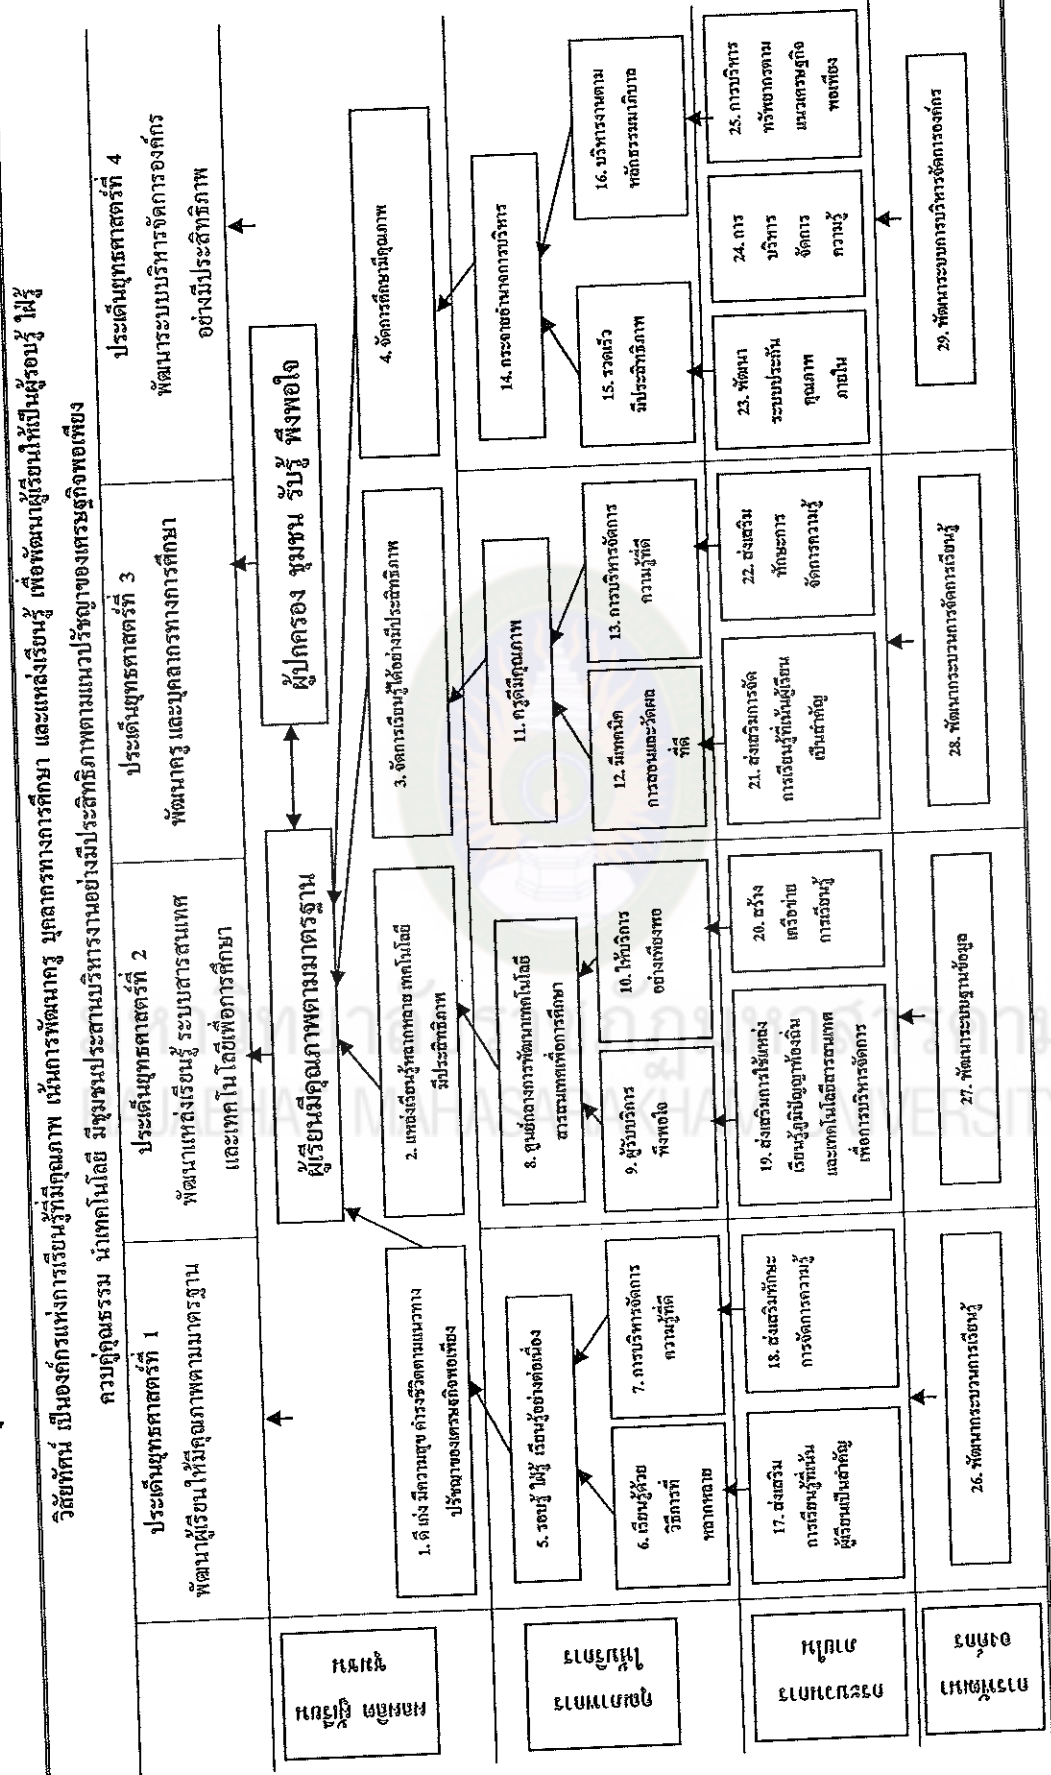 วิสัยทัศน์ เป็นองค์กรแห่งการเรียนรู้ที่มีคุณภาพ เน้นการพัฒนาครู บุคลากรทางการศึกษา และแหล่งเรียนรู้ เพื่อพัฒนาผู้เรียนให้เป็นผู้รอบรู้ ใฝ่รู้
ควบคู่คุณธรรม นำเทคโนโลยี มีชุมชนประสานบริหารงานอย่างมีประสิทธิภาพตามแนวปรัชญาของเศรษฐกิจพอเพียง
ประเด็นยุทธศาสตร์ที่ 1
พัฒนาผู้เรียนให้มีคุณภาพตามมาตรฐาน
ประเด็นยุทธศาสตร์ที่ 2
พัฒนาแหล่งเรียนรู้ ระบบสารสนเทศ
และเทคโนโลยีเพื่อการศึกษา
ประเด็นยุทธศาสตร์ที่ 3
พัฒนาครู และบุคลากรทางการศึกษา
ประเด็นยุทธศาสตร์ที่ 4
พัฒนาระบบบริหารจัดการองค์กร
อย่างมีประสิทธิภาพ
ผลผลิต ผู้เรียน
ชุมชน
ผู้เรียนมีคุณภาพตามมาตรฐาน
ผู้ปกครอง ชุมชน รับรู้ พึงพอใจ
1. ดี เก่ง มีความสุข ดำรงชีวิตตามแนวทาง
ปรัชญาของเศรษฐกิจพอเพียง
2. แหล่งเรียนรู้หลากหลาย เทคโนโลยี
มีประสิทธิภาพ
3. จัดการเรียนรู้ได้อย่างมีประสิทธิภาพ
4. จัดการศึกษามีคุณภาพ
คุณภาพการ
ให้บริการ
5. รอบรู้ ใฝ่รู้ เรียนรู้อย่างต่อเนื่อง
6. เรียนรู้ด้วย
วิธีการที่
หลากหลาย
7. การบริหารจัดการ
ความรู้ที่ดี
8. ศูนย์กลางการพัฒนาเทคโนโลยี
สารสนเทศเพื่อการศึกษา
9. ผู้รับบริการ
พึงพอใจ
10. ให้บริการ
อย่างเพียงพอ
11. ครูดีมีคุณภาพ
12. มีเทคนิค
การสอนและวัดผล
ที่ดี
13. การบริหารจัดการ
ความรู้ที่ดี
14. กระจายอำนาจการบริหาร
15. รวดเร็ว
มีประสิทธิภาพ
16. บริหารงานตาม
หลักธรรมมาภิบาล
กระบวนการ
ภายใน
17. ส่งเสริม
การเรียนรู้ที่เน้น
ผู้เรียนเป็นสำคัญ
18. ส่งเสริมทักษะ
การจัดการความรู้
19. ส่งเสริมการใช้แหล่ง
เรียนรู้ภูมิปัญญาท้องถิ่น
และเทคโนโลยีสารสนเทศ
เพื่อการบริหารจัดการ
20. สร้าง
เครือข่าย
การเรียนรู้
21. ส่งเสริมการจัด
การเรียนรู้ที่เน้นผู้เรียน
เป็นสำคัญ
22. ส่งเสริม
ทักษะการ
จัดการความรู้
23. พัฒนา
ระบบประกัน
คุณภาพ
ภายใน
24. การ
บริหาร
จัดการ
ความรู้
25. การบริหาร
ทรัพยากรตาม
แนวเศรษฐกิจ
พอเพียง
การพัฒนา
องค์กร
26. พัฒนากระบวนการเรียนรู้
27. พัฒนาระบบฐานข้อมูล
28. พัฒนากระบวนการจัดการเรียนรู้
29. พัฒนาระบบการบริหารจัดการองค์กร